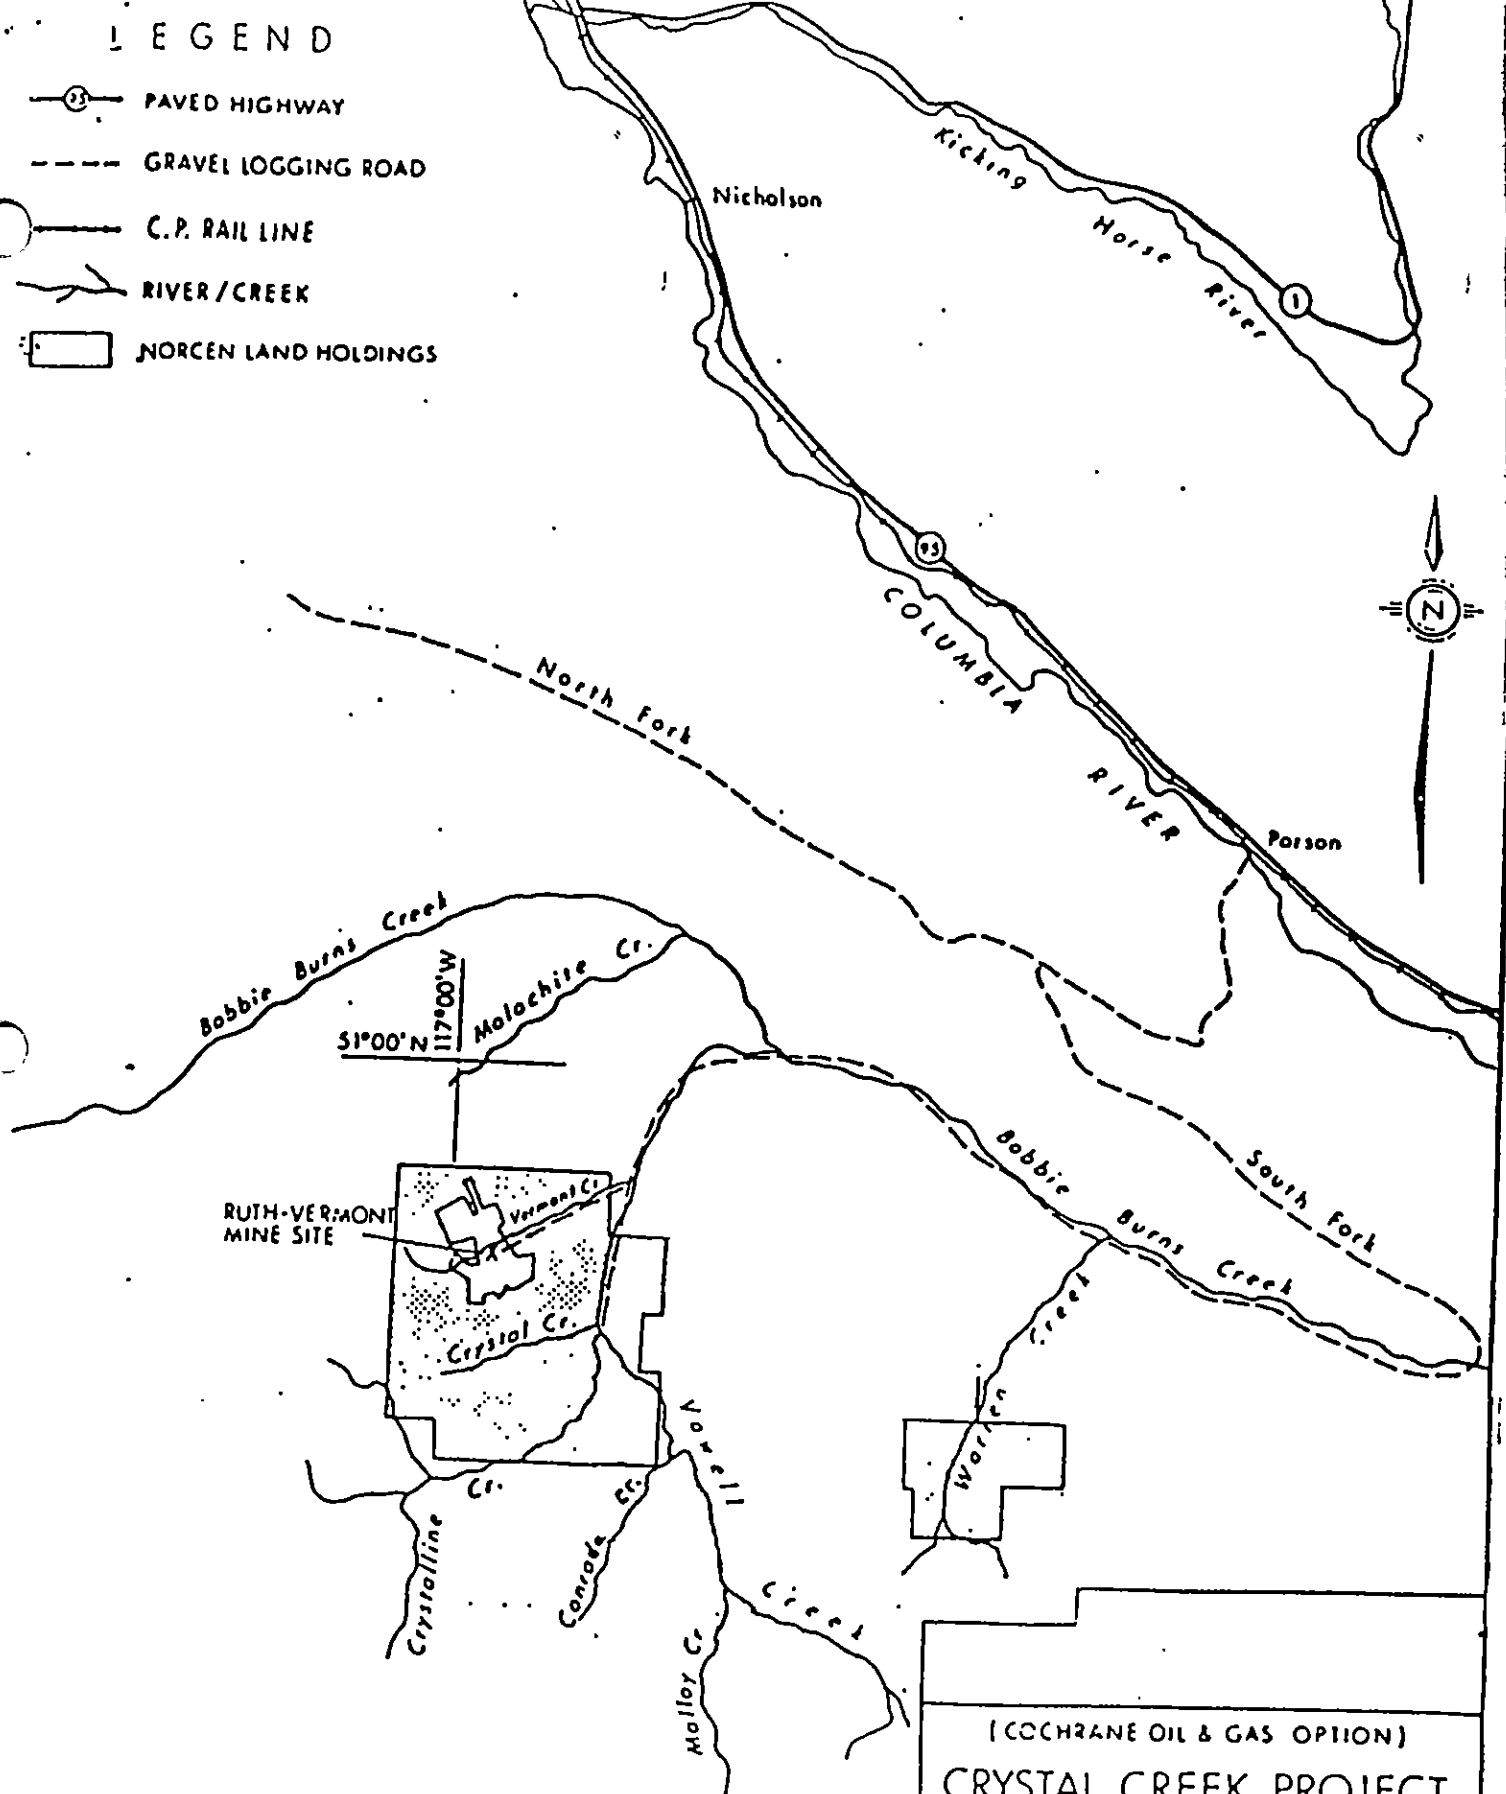 LEGEND
95 PAVED HIGHWAY
GRAVEL LOGGING ROAD
C.P. RAIL LINE
RIVER/CREEK
NORCEN LAND HOLDINGS
Kicking Horse River
Nicholson
1
95
COLUMBIA RIVER
N
North Fork
Parson
Bobbie Burns Creek
Malachite Cr.
117°00'W
51°00'N
Bobbie Burns Creek
South Fork
Vermont Cr.
RUTH-VERMONT
MINE SITE
Crystal Cr.
Warren Creek
Vowell Creek
Crystalline Cr.
Conrade Cr.
Malloy Cr
(COCHRANE OIL & GAS OPTION)
CRYSTAL CREEK PROJECT